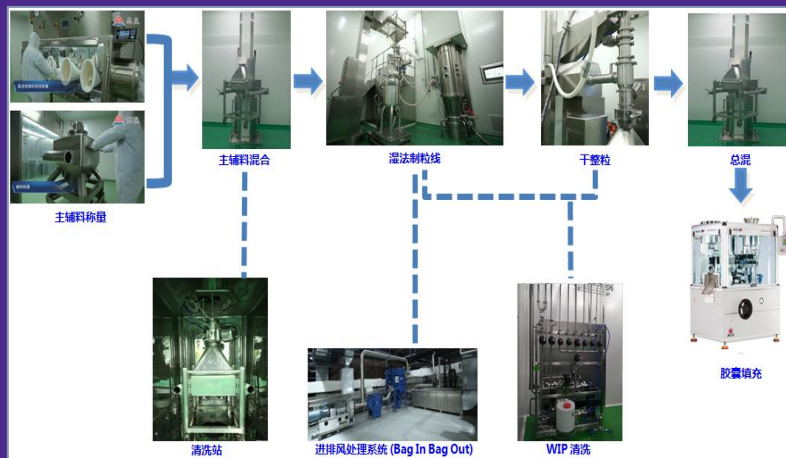 主辅料称量
主辅料混合
湿法制粒线
干整粒
总混
胶囊填充
清洗站
进排风处理系统 (Bag In Bag Out)
WIP 清洗